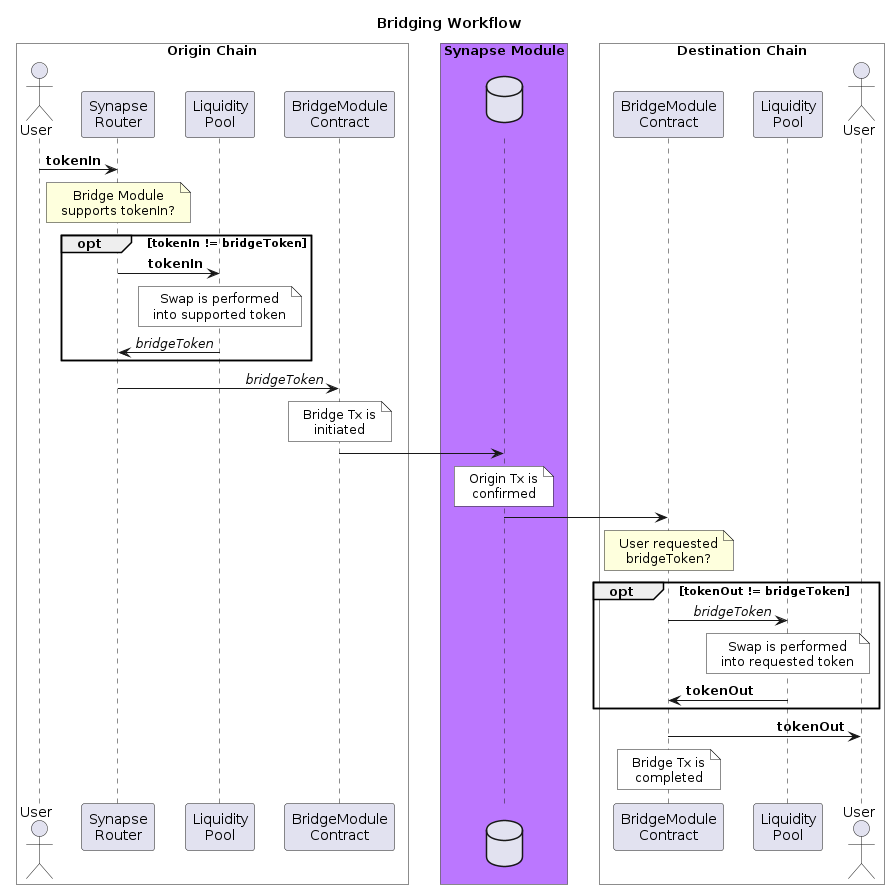 Bridging Workflow
Origin Chain
Synapse Module
Destination Chain
User
Synapse
Router
Liquidity
Pool
BridgeModule
Contract
BridgeModule
Contract
Liquidity
Pool
User
tokenIn
Bridge Module
supports tokenIn?
opt [tokenIn != bridgeToken]
tokenIn
Swap is performed
into supported token
bridgeToken
bridgeToken
Bridge Tx is
initiated
Origin Tx is
confirmed
User requested
bridgeToken?
opt [tokenOut != bridgeToken]
bridgeToken
Swap is performed
into requested token
tokenOut
tokenOut
Bridge Tx is
completed
User
Synapse
Router
Liquidity
Pool
BridgeModule
Contract
BridgeModule
Contract
Liquidity
Pool
User